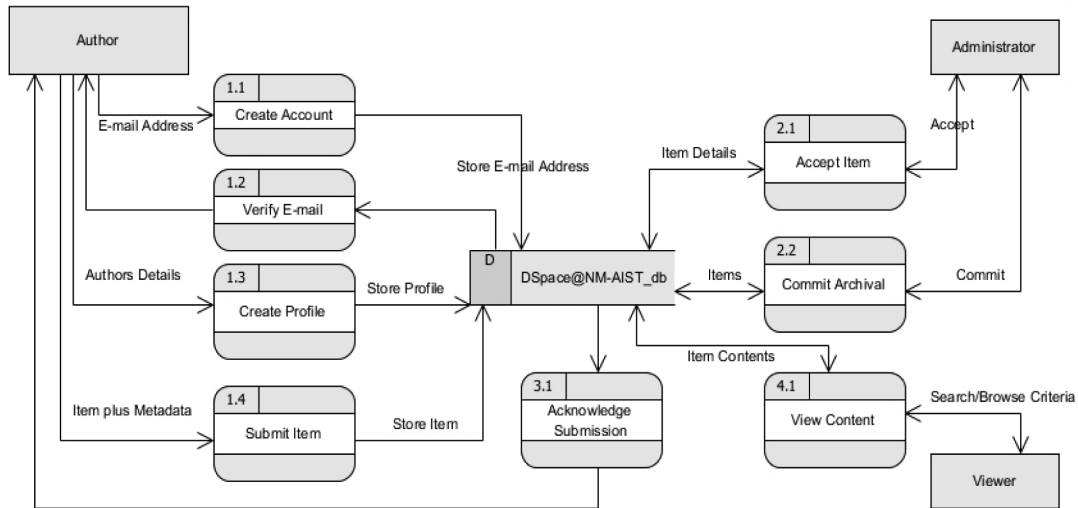 Author
Administrator
1.1
Create Account
E-mail Address
2.1
Accept Item
Accept
Item Details
Store E-mail Address
1.2
Verify E-mail
D
DSpace@NM-AIST_db
2.2
Commit Archival
Items
Commit
Authors Details
1.3
Create Profile
Store Profile
Item Contents
3.1
Acknowledge
Submission
4.1
View Content
Search/Browse Criteria
Item plus Metadata
1.4
Submit Item
Store Item
Viewer